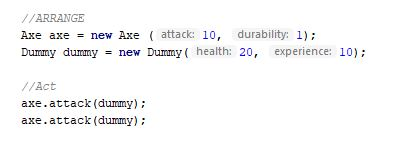 //ARRANGE
Axe axe = new Axe ( attack: 10, durability: 1);
Dummy dummy = new Dummy( health: 20, experience: 10);
//Act
axe.attack(dummy);
axe.attack(dummy);